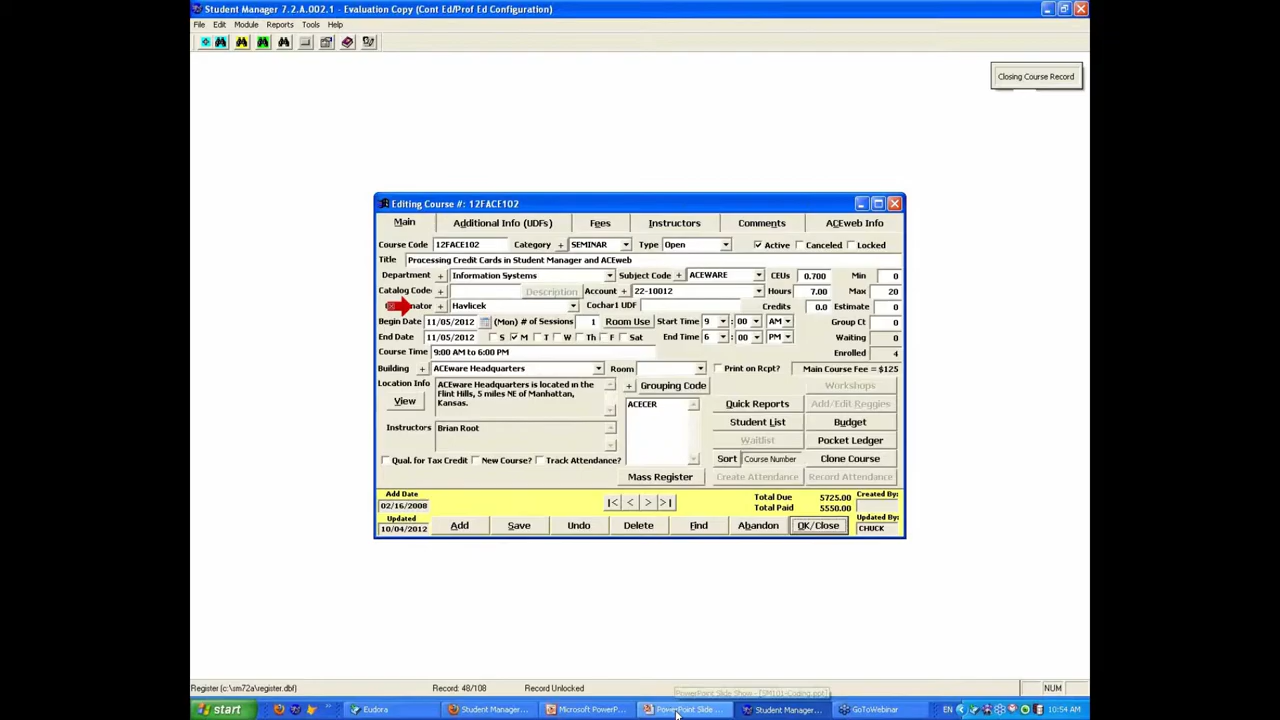 Student Manager 7.2.A.002.1 - Evaluation Copy (Cont Ed/Prof Ed Configuration)
File Edit Module Reports Tools Help
Closing Course Record
Editing Course #: 12FACE102
Main Additional Info (UDFs) Fees Instructors Comments ACEweb Info
Course Code 12FACE102 Category + SEMINAR Type Open Active Canceled Locked
Title Processing Credit Cards in Student Manager and ACEweb
Department + Information Systems Subject Code + ACEWARE CEUs 0.700 Min 0
Catalog Code + Description Account + 22-10012 Hours 7.00 Max 20
+ Havlicek Cochar1 UDF Credits 0.0 Estimate 0
Begin Date 11/05/2012 (Mon) # of Sessions 1 Room Use Start Time 9 : 00 AM Group Ct 0
End Date 11/05/2012 S M T W Th F Sat End Time 6 : 00 PM Waiting 0
Course Time 9:00 AM to 6:00 PM Enrolled 4
Building + ACEware Headquarters Room Print on Rcpt? Main Course Fee = $125
Location Info ACEware Headquarters is located in the
Flint Hills, 5 miles NE of Manhattan,
Kansas.
View
+ Grouping Code
ACECER
Workshops
Quick Reports Add/Edit Reggies
Student List Budget
Instructors Brian Root
Waitlist Pocket Ledger
Qual. for Tax Credit New Course? Track Attendance?
Sort Course Number Clone Course
Mass Register Create Attendance Record Attendance
Add Date
02/16/2008
Updated
10/04/2012
|< < > >|
Total Due 5725.00
Total Paid 5550.00
Created By:
Updated By:
CHUCK
Add Save Undo Delete Find Abandon OK/Close
Register (c:\sm72a\register.dbf) Record: 48/108 Record Unlocked NUM
PowerPoint Slide Show - [SM101-Coding.ppt]
start Eudora Student Manager... Microsoft PowerP... PowerPoint Slide ... Student Manager... GoToWebinar EN 10:54 AM